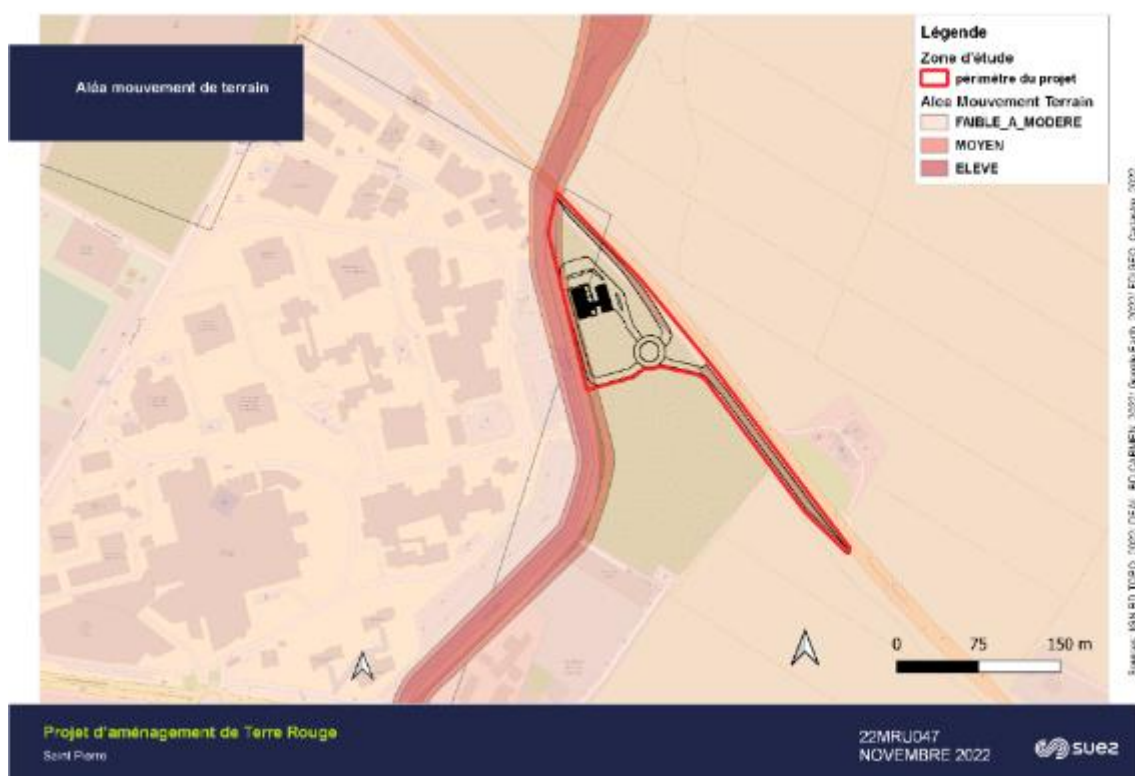 Aléa mouvement de terrain
Légende
Zone d'étude
périmètre du projet
Alea Mouvement Terrain
FAIBLE_A_MODERE
MOYEN
ELEVE
0 75 150 m
Projet d'aménagement de Terre Rouge
Saint Pierre
22MRU047
NOVEMBRE 2022
suez